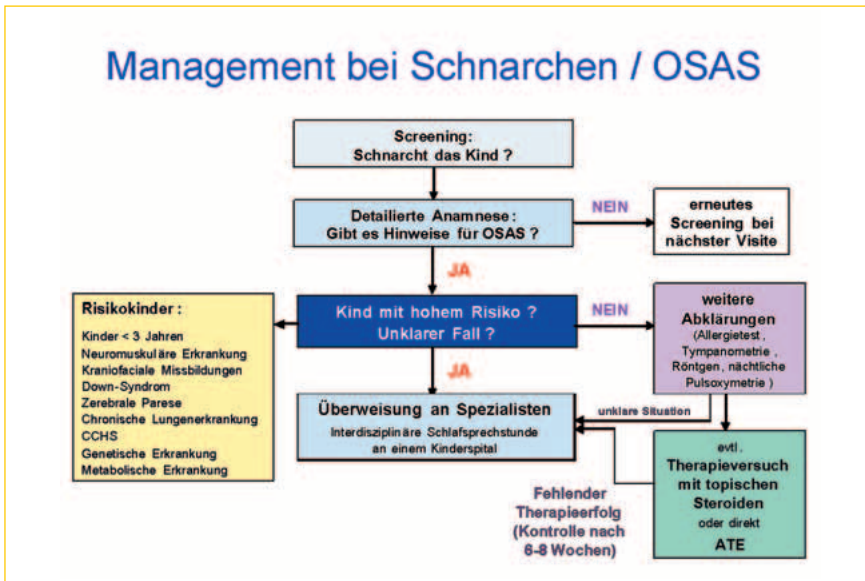 Management bei Schnarchen / OSAS
Screening:
Schnarcht das Kind ?
Detailierte Anamnese:
Gibt es Hinweise für OSAS ?
NEIN
erneutes
Screening bei
nächster Visite
JA
Risikokinder :
Kinder < 3 Jahren
Neuromuskuläre Erkrankung
Kraniofaciale Missbildungen
Down-Syndrom
Zerebrale Parese
Chronische Lungenerkrankung
CCHS
Genetische Erkrankung
Metabolische Erkrankung
Kind mit hohem Risiko ?
Unklarer Fall ?
NEIN
weitere
Abklärungen
(Allergietest,
Tympanometrie,
Röntgen, nächtliche
Pulsoxymetrie)
JA
Überweisung an Spezialisten
Interdisziplinäre Schlafsprechstunde
an einem Kinderspital
unklare Situation
evtl.
Therapieversuch
mit topischen
Steroiden
oder direkt
ATE
Fehlender
Therapieerfolg
(Kontrolle nach
6-8 Wochen)